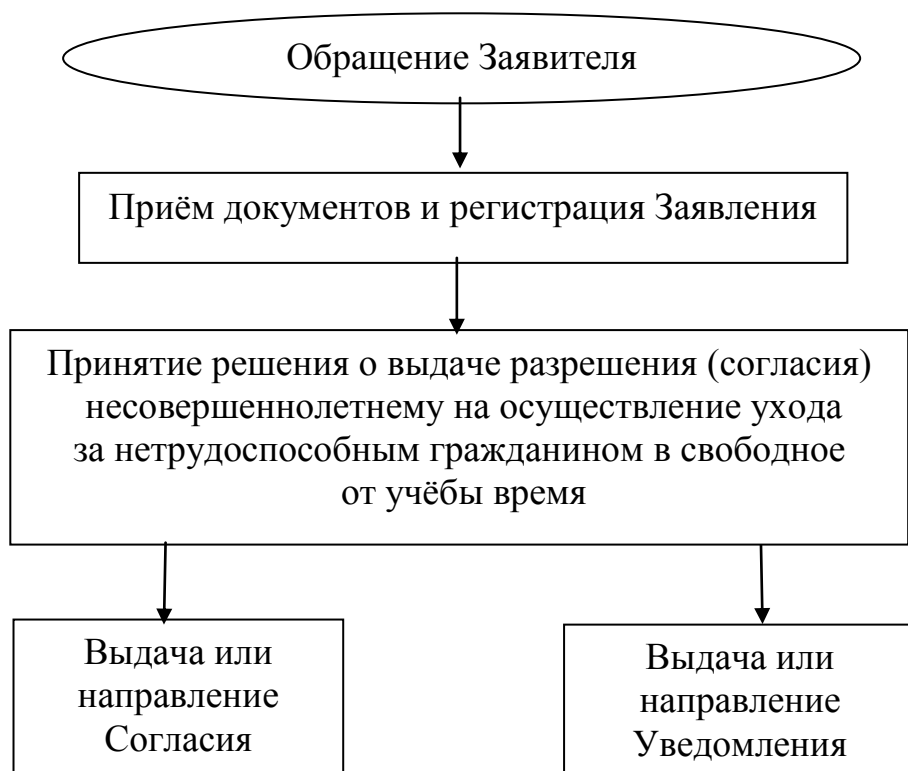 Обращение Заявителя
Приём документов и регистрация Заявления
Принятие решения о выдаче разрешения (согласия)
несовершеннолетнему на осуществление ухода
за нетрудоспособным гражданином в свободное
от учёбы время
Выдача или
направление
Согласия
Выдача или
направление
Уведомления